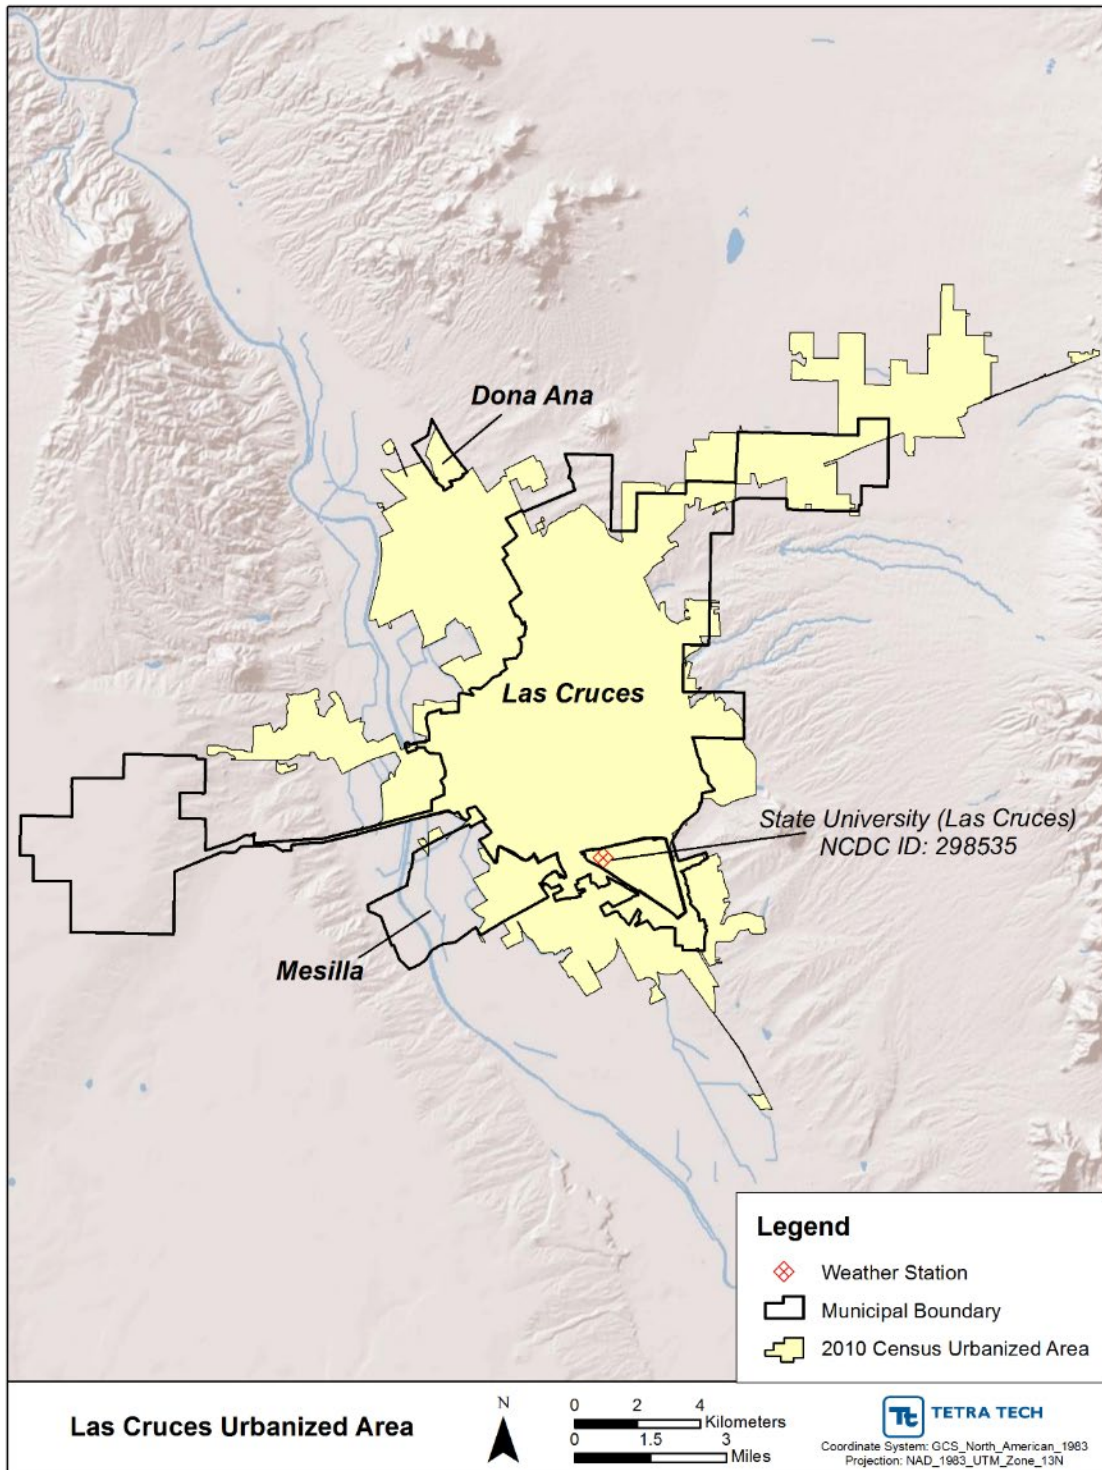 Dona Ana
Las Cruces
State University (Las Cruces)
NCDC ID: 298535
Mesilla
Legend
Weather Station
Municipal Boundary
2010 Census Urbanized Area
Las Cruces Urbanized Area
N
0 2 4
Kilometers
0 1.5 3
Miles
Tt TETRA TECH
Coordinate System: GCS_North_American_1983
Projection: NAD_1983_UTM_Zone_13N